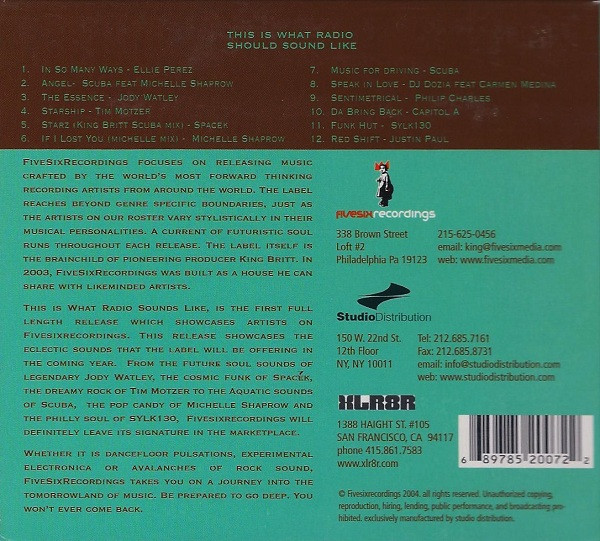 This is what radio
should sound like
1. In So Many Ways - Ellie Perez
2. Angel- Scuba feat Michelle Shaprow
3. The Essence - Jody Watley
4. Starship - Tim Motzer
5. Starz (King Britt Scuba mix) - Spacek
6. If I Lost You (michelle mix) - Michelle Shaprow
7. Music for driving - Scuba
8. Speak in Love - DJ Dozia feat Carmen Medina
9. Sentimetrical - Philip Charles
10. Da Bring Back - Capitol A
11. Funk Hut - Sylk130
12. Red Shift - Justin Paul
FiveSixRecordings focuses on releasing music
crafted by the world's most forward thinking
recording artists from around the world. The label
reaches beyond genre specific boundaries, just as
the artists on our roster vary stylistically in their
musical personalities. A current of futuristic soul
runs throughout each release. The label itself is
the brainchild of pioneering producer King Britt. In
2003, FiveSixRecordings was built as a house he can
share with likeminded artists.
This is What Radio Sounds Like, is the first full
length release which showcases artists on
Fivesixrecordings. This release showcases the
eclectic sounds that the label will be offering in
the coming year. From the future soul sounds of
legendary Jody Watley, the cosmic funk of Spacék,
the dreamy rock of Tim Motzer to the Aquatic sounds
of Scuba, the pop candy of Michelle Shaprow and
the philly soul of SYLK130, Fivesixrecordings will
definitely leave its signature in the marketplace.
Whether it is dancefloor pulsations, experimental
electronica or avalanches of rock sound,
FiveSixRecordings takes you on a journey into the
tomorrowland of music. Be prepared to go deep. You
won't ever come back.
fivesixrecordings
338 Brown Street 215-625-0456
Loft #2 email: king@fivesixmedia.com
Philadelphia Pa 19123 web: www.fivesixmedia.com
StudioDistribution
150 W. 22nd St. Tel: 212.685.7161
12th Floor Fax: 212.685.8731
NY, NY 10011 email: info@studiodistribution.com
web: www.studiodistribution.com
XLR8R
1388 HAIGHT ST. #105
SAN FRANCISCO, CA 94117
phone 415.861.7583
www.xlr8r.com
6 89785 20072 2
© Fivesixrecordings 2004. all rights reserved. Unauthorized copying,
reproduction, hiring, lending, public performance, and broadcasting pro-
hibited. exclusively manufactured by studio distribution.